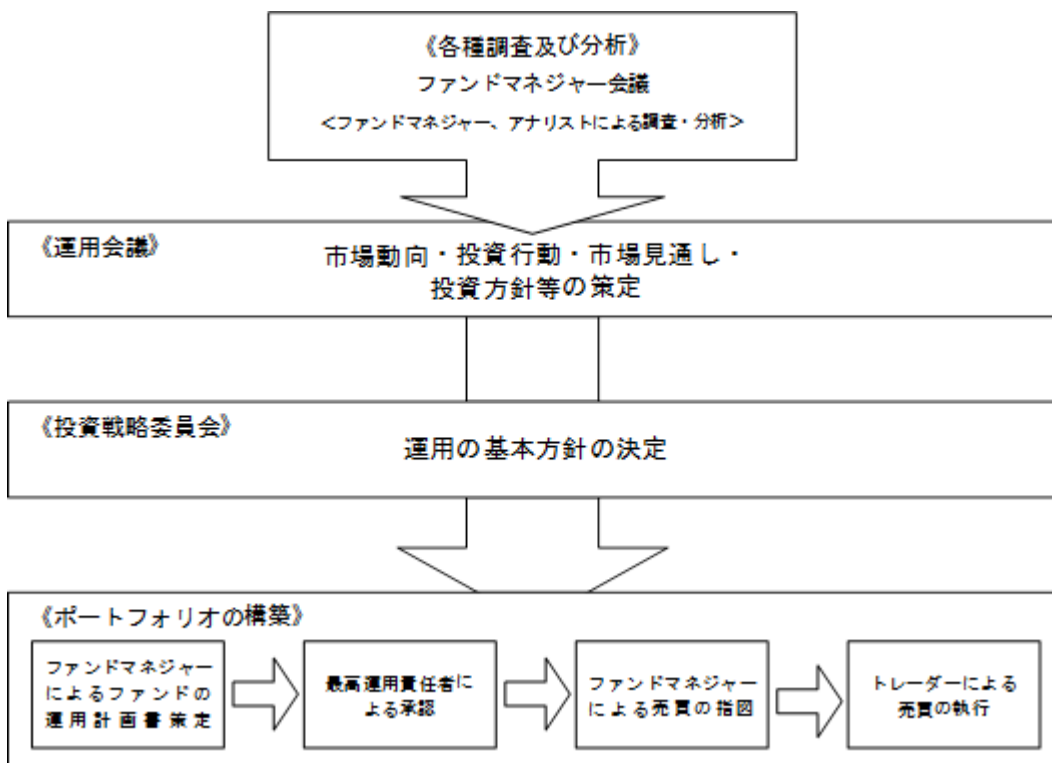 《各種調査及び分析》
ファンドマネジャー会議
＜ファンドマネジャー、アナリストによる調査・分析＞
《運用会議》
市場動向・投資行動・市場見通し・
投資方針等の策定
《投資戦略委員会》
運用の基本方針の決定
《ポートフォリオの構築》
ファンドマネジャー
によるファンドの
運用計画書策定
最高運用責任者に
よる承認
ファンドマネジャー
による売買の指図
トレーダーによる
売買の執行